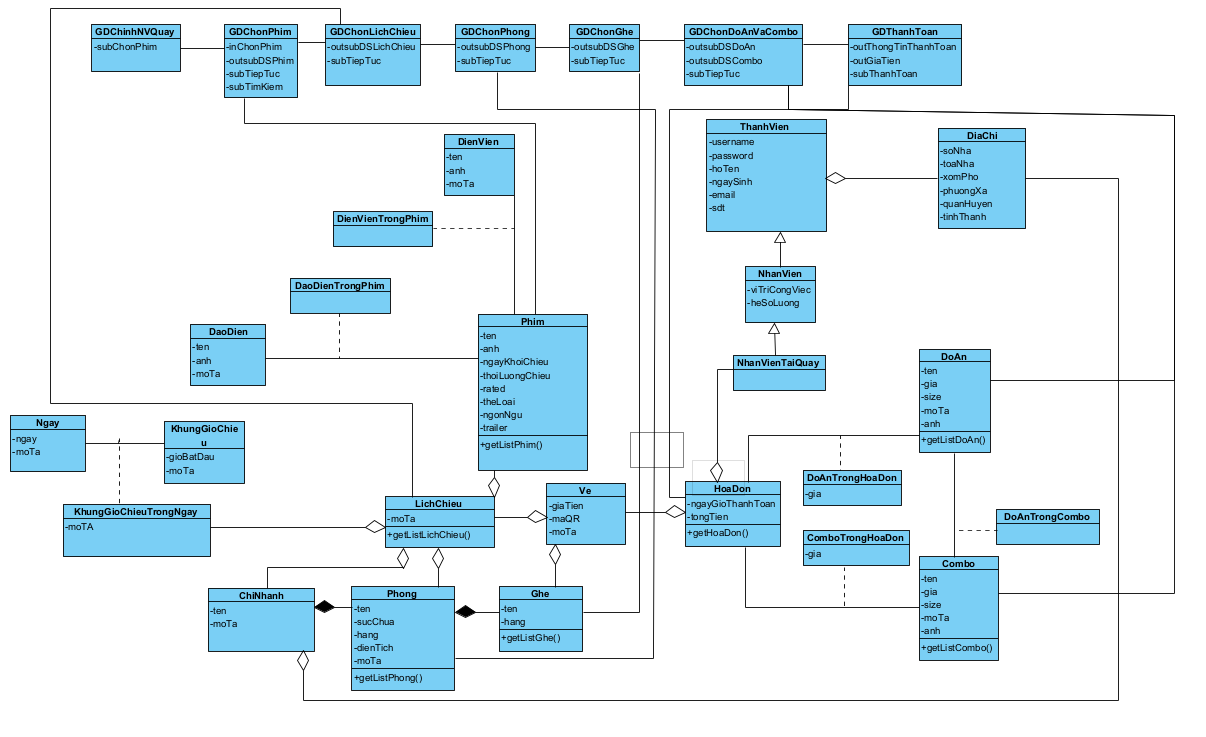 GDChinhNVQuay
-subChonPhim
GDChonPhim
-inChonPhim
-outsubDSPhim
-subTiepTuc
-subTimKiem
GDChonLichChieu
-outsubDSLichChieu
-subTiepTuc
GDChonPhong
-outsubDSPhong
-subTiepTuc
GDChonGhe
-outsubDSGhe
-subTiepTuc
GDChonDoAnVaCombo
-outsubDSDoAn
-outsubDSCombo
-subTiepTuc
GDThanhToan
-outThongTinThanhToan
-outGiaTien
-subThanhToan
DienVien
-ten
-anh
-moTa
ThanhVien
-username
-password
-hoTen
-ngaySinh
-email
-sdt
DiaChi
-soNha
-toaNha
-xomPho
-phuongXa
-quanHuyen
-tinhThanh
DienVienTrongPhim
DaoDienTrongPhim
NhanVien
-viTriCongViec
-heSoLuong
DaoDien
-ten
-anh
-moTa
Phim
-ten
-anh
-ngayKhoiChieu
-thoiLuongChieu
-rated
-theLoai
-ngonNgu
-trailer
+getListPhim()
NhanVienTaiQuay
DoAn
-ten
-gia
-size
-moTa
-anh
+getListDoAn()
Ngay
-ngay
-moTa
KhungGioChie
u
-gioBatDau
-moTa
KhungGioChieuTrongNgay
-moTA
LichChieu
-moTa
+getListLichChieu()
Ve
-giaTien
-maQR
-moTa
HoaDon
-ngayGioThanhToan
-tongTien
+getHoaDon()
DoAnTrongHoaDon
-gia
ComboTrongHoaDon
-gia
DoAnTrongCombo
ChiNhanh
-ten
-moTa
Phong
-ten
-sucChua
-hang
-dienTich
-moTa
+getListPhong()
Ghe
-ten
-hang
+getListGhe()
Combo
-ten
-gia
-size
-moTa
-anh
+getListCombo()